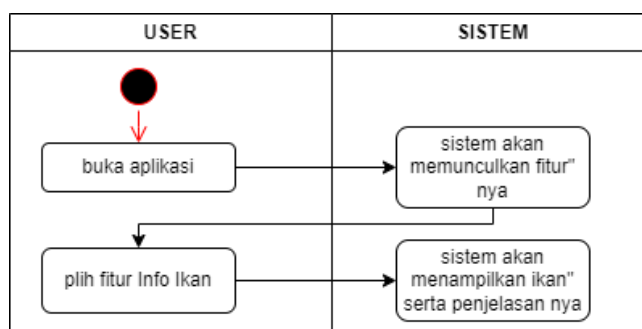 USER
SISTEM
buka aplikasi
sistem akan
memunculkan fitur"
nya
plih fitur Info Ikan
sistem akan
menampilkan ikan"
serta penjelasan nya